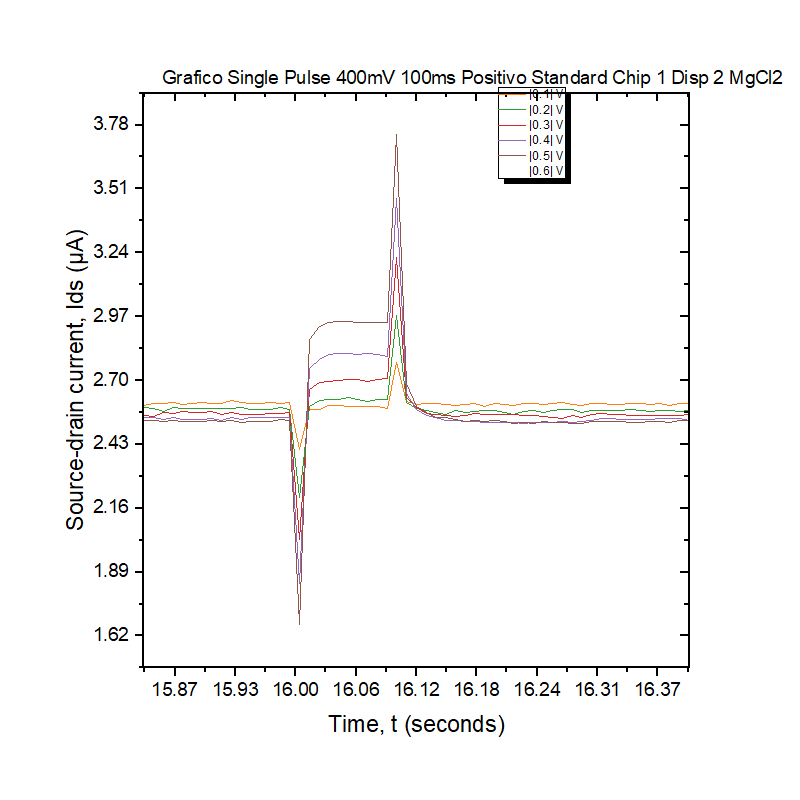 Grafico Single Pulse 400mV 100ms Positivo Standard Chip 1 Disp 2 MgCl2
|0.1| V
|0.2| V
|0.3| V
|0.4| V
|0.5| V
|0.6| V
3.78
3.51
3.24
2.97
2.70
2.43
2.16
1.89
1.62
Source-drain current, Ids (µA)
15.87 15.93 16.00 16.06 16.12 16.18 16.24 16.31 16.37
Time, t (seconds)